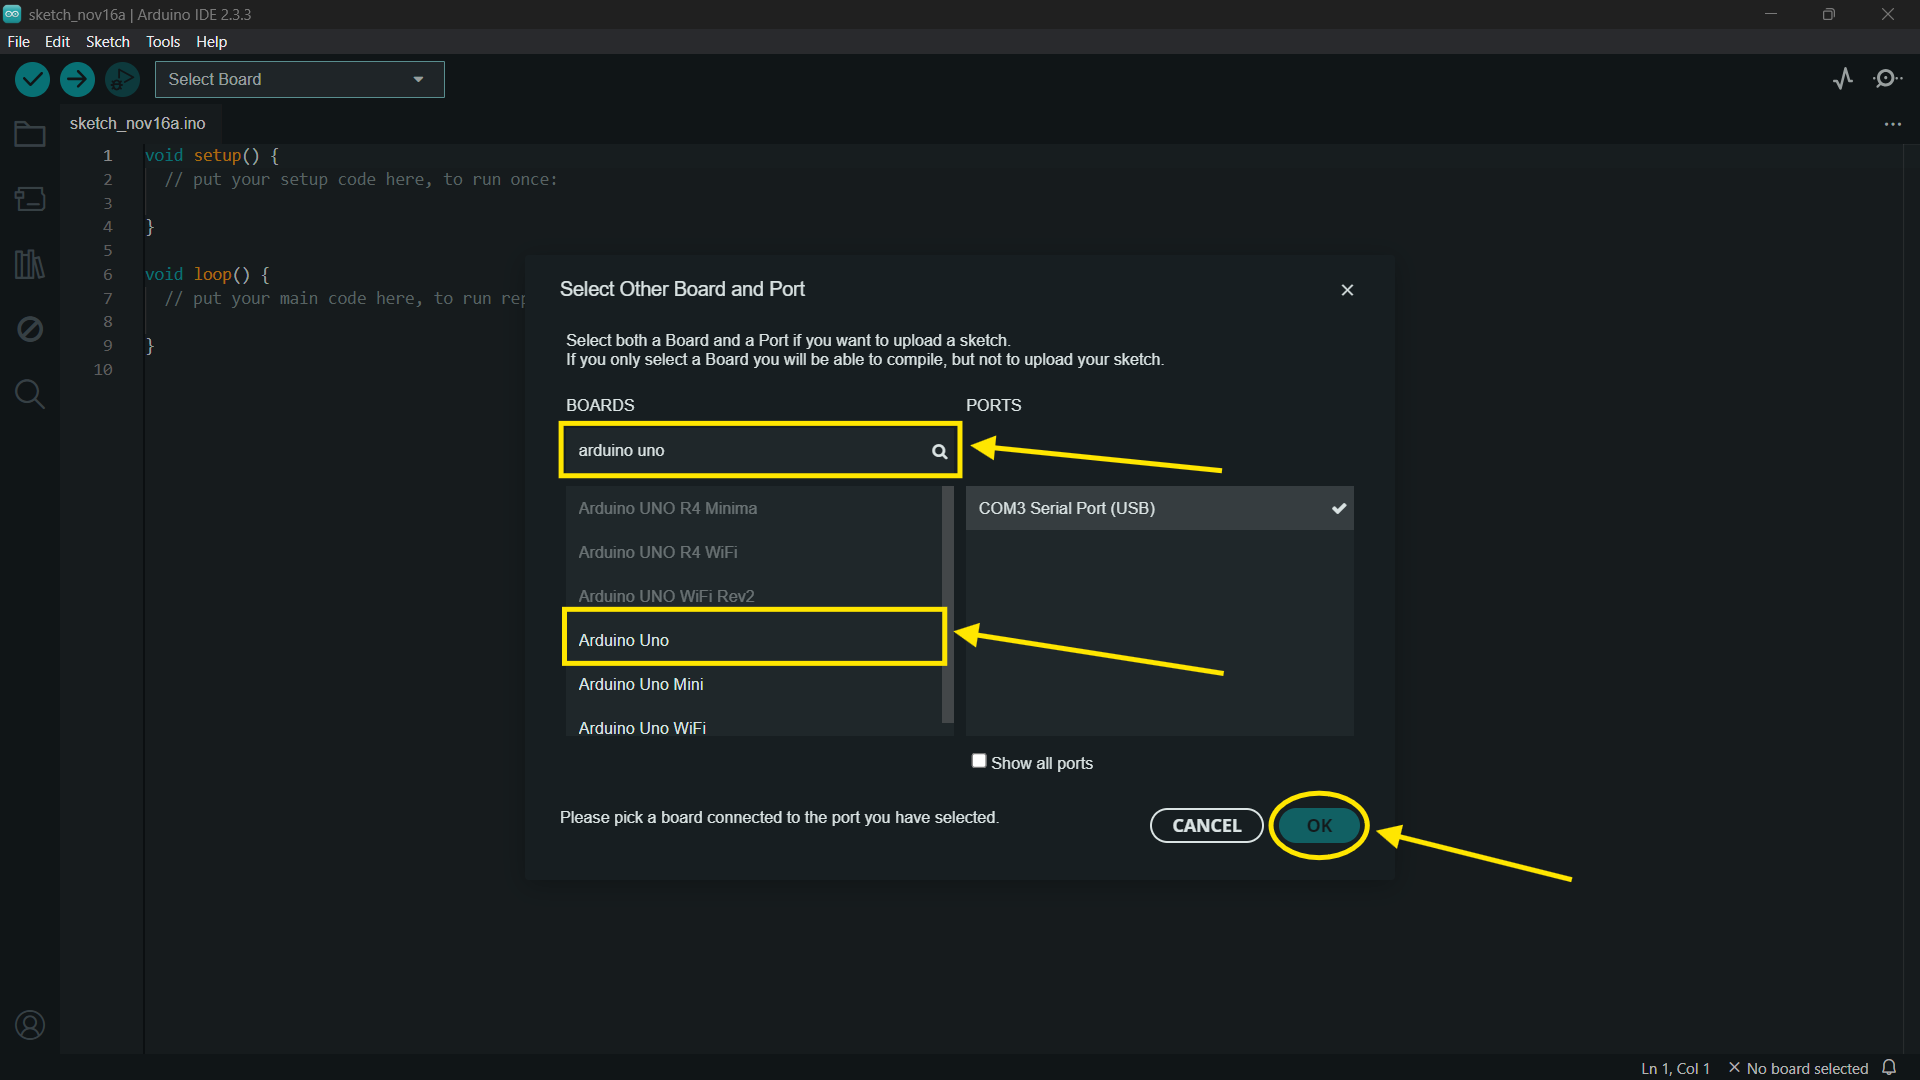 sketch_nov16a | Arduino IDE 2.3.3
File Edit Sketch Tools Help
Select Board
sketch_nov16a.ino
1 void setup() {
2 // put your setup code here, to run once:
3
4 }
5
6 void loop() {
7 // put your main code here, to run rep
8
9 }
10
Select Other Board and Port
Select both a Board and a Port if you want to upload a sketch.
If you only select a Board you will be able to compile, but not to upload your sketch.
BOARDS
arduino uno
Arduino UNO R4 Minima
Arduino UNO R4 WiFi
Arduino UNO WiFi Rev2
Arduino Uno
Arduino Uno Mini
Arduino Uno WiFi
PORTS
COM3 Serial Port (USB)
Show all ports
Please pick a board connected to the port you have selected.
CANCEL OK
Ln 1, Col 1 No board selected